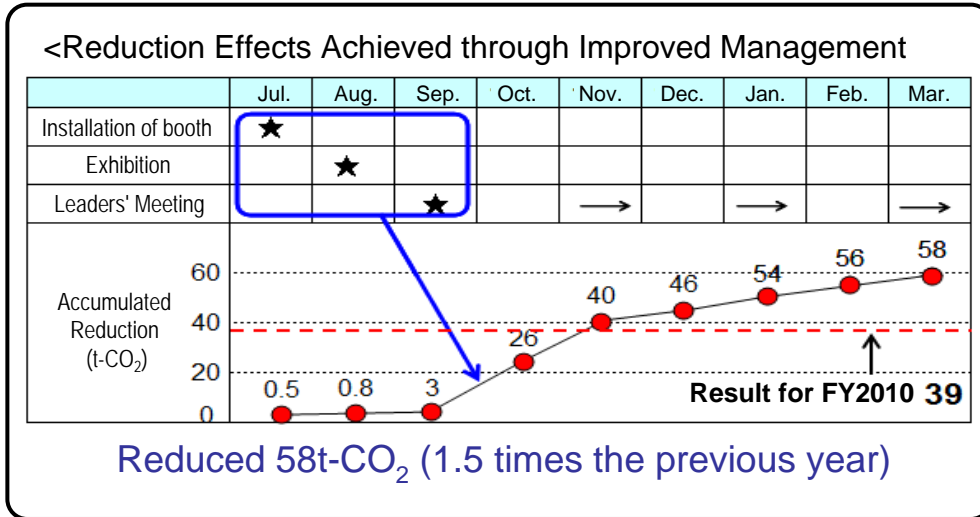 <Reduction Effects Achieved through Improved Management
Jul. Aug. Sep. Oct. Nov. Dec. Jan. Feb. Mar.
Installation of booth ★
Exhibition ★
Leaders' Meeting ★ → → →
Accumulated
Reduction
(t-CO₂)
60
40
20
0
0.5 0.8 3 26 40 46 54 56 58
Result for FY2010 39
Reduced 58t-CO₂ (1.5 times the previous year)